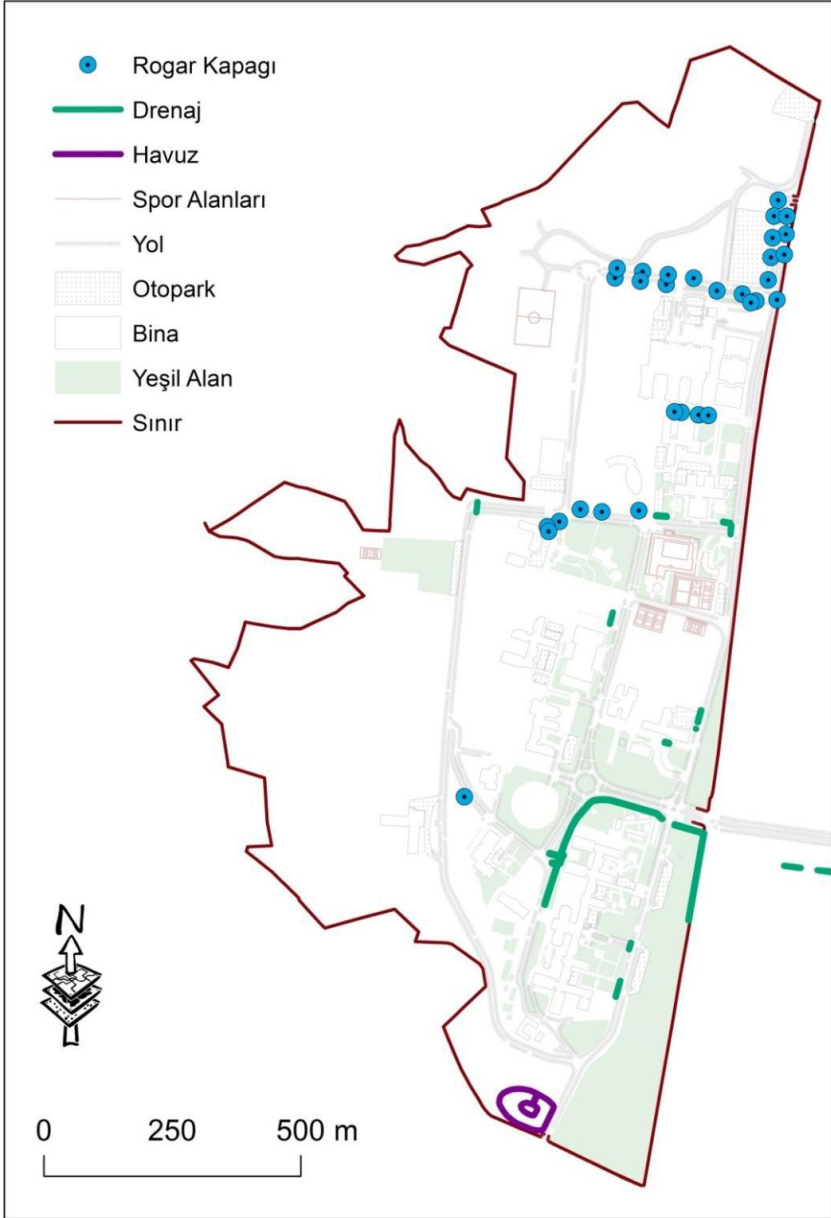 Rogar Kapagı
Drenaj
Havuz
Spor Alanları
Yol
Otopark
Bina
Yeşil Alan
Sınır
N
0 250 500 m